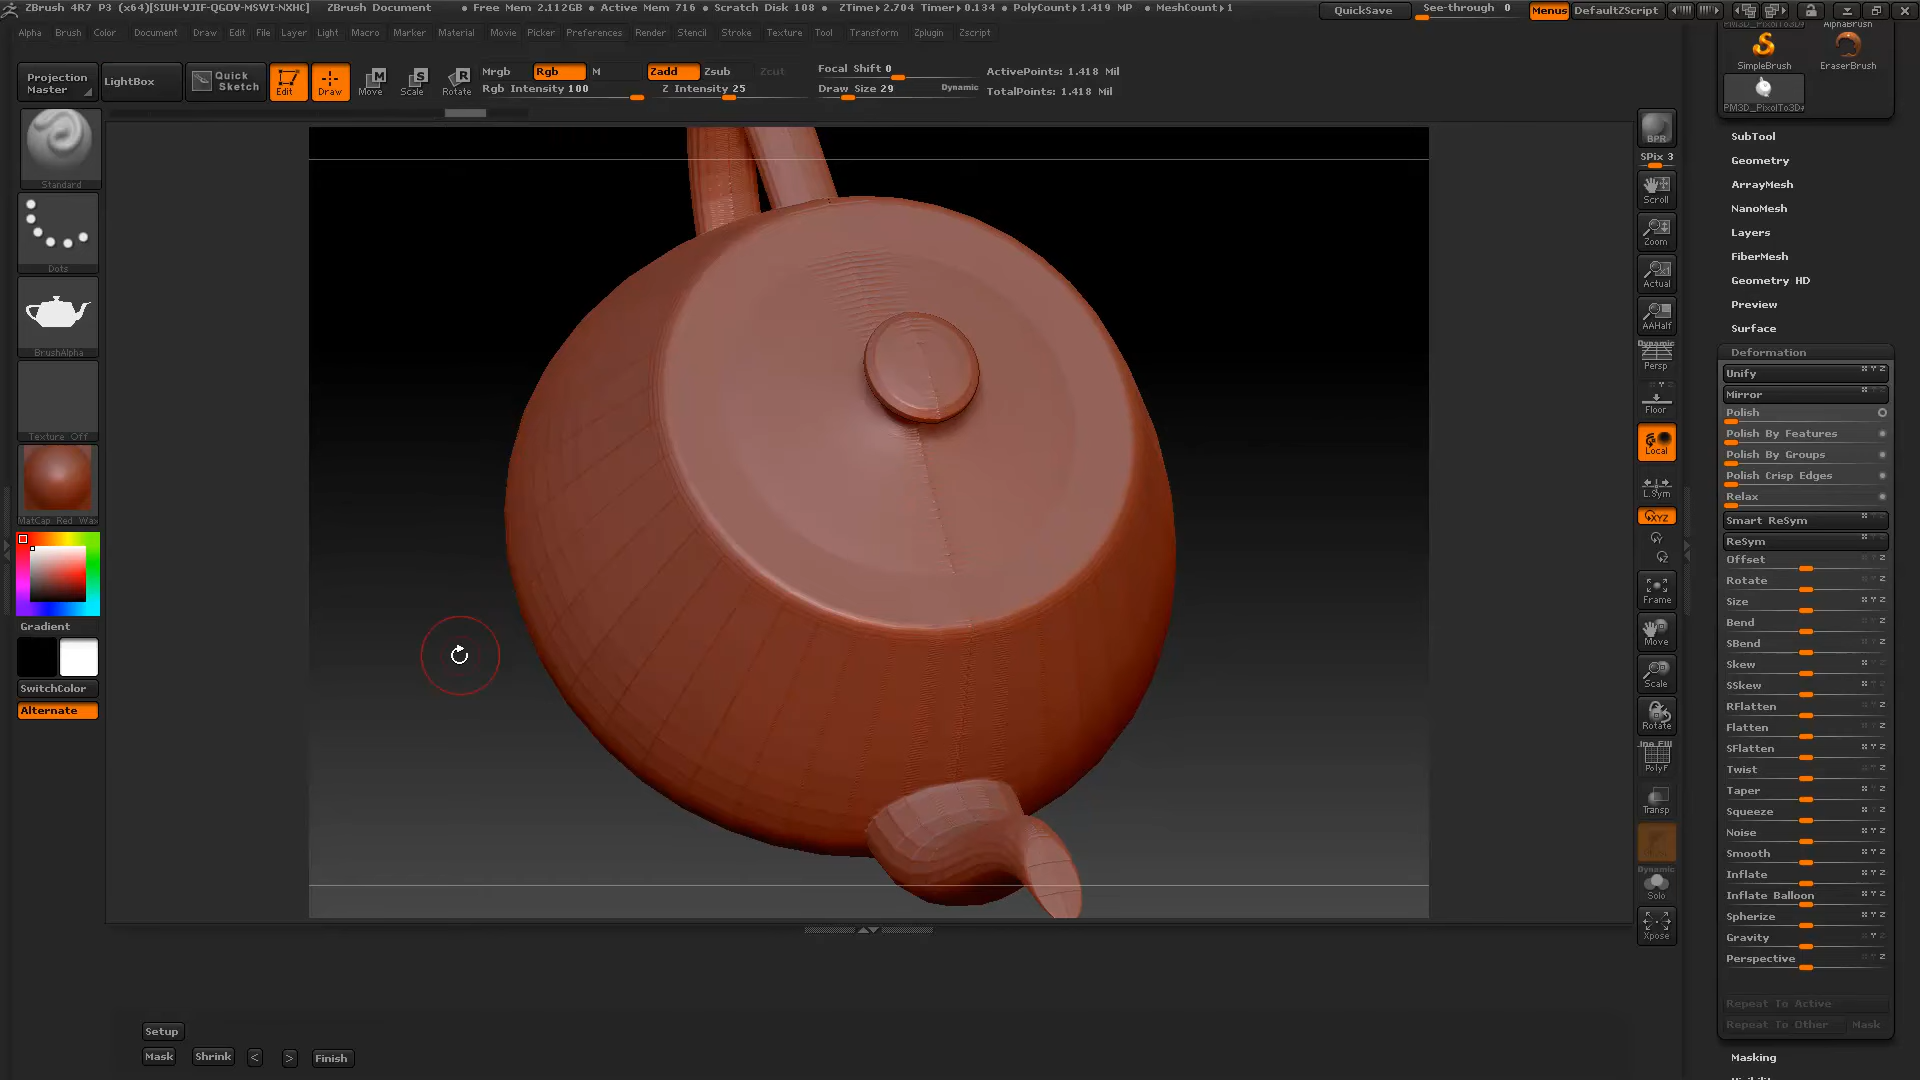 ZBrush 4R7 P3 (x64)[SIUH-VJIF-QGOV-MSWI-NXHC] ZBrush Document • Free Mem 2.112GB • Active Mem 716 • Scratch Disk 108 • ZTime▸2.704 Timer▸0.134 • PolyCount▸1.419 MP • MeshCount▸1
QuickSave See-through 0 Menus DefaultZScript
Alpha Brush Color Document Draw Edit File Layer Light Macro Marker Material Movie Picker Preferences Render Stencil Stroke Texture Tool Transform Zplugin Zscript
Projection Master
LightBox
Quick Sketch
Edit
Draw
Move
Scale
Rotate
Mrgb Rgb M
Rgb Intensity 100
Zadd Zsub Zcut
Z Intensity 25
Focal Shift 0
Draw Size 29 Dynamic
ActivePoints: 1.418 Mil
TotalPoints: 1.418 Mil
Standard
Dots
BrushAlpha
Texture Off
MatCap Red Wax
Gradient
SwitchColor
Alternate
BPR
SPix 3
Scroll
Zoom
Actual
AAHalf
Dynamic
Persp
Floor
Local
L.Sym
XYZ
Frame
Move
Scale
Rotate
PolyF
Transp
Dynamic
Solo
Xpose
AlphaBrush
SimpleBrush EraserBrush
SubTool
Geometry
ArrayMesh
NanoMesh
Layers
FiberMesh
Geometry HD
Preview
Surface
Deformation
Unify
Mirror
Polish
Polish By Features
Polish By Groups
Polish Crisp Edges
Relax
Smart ReSym
ReSym
Offset
Rotate
Size
Bend
SBend
Skew
SSkew
RFlatten
Flatten
SFlatten
Twist
Taper
Squeeze
Noise
Smooth
Inflate
Inflate Balloon
Spherize
Gravity
Perspective
Repeat To Active
Repeat To Other Mask
Masking
Setup
Mask Shrink < > Finish